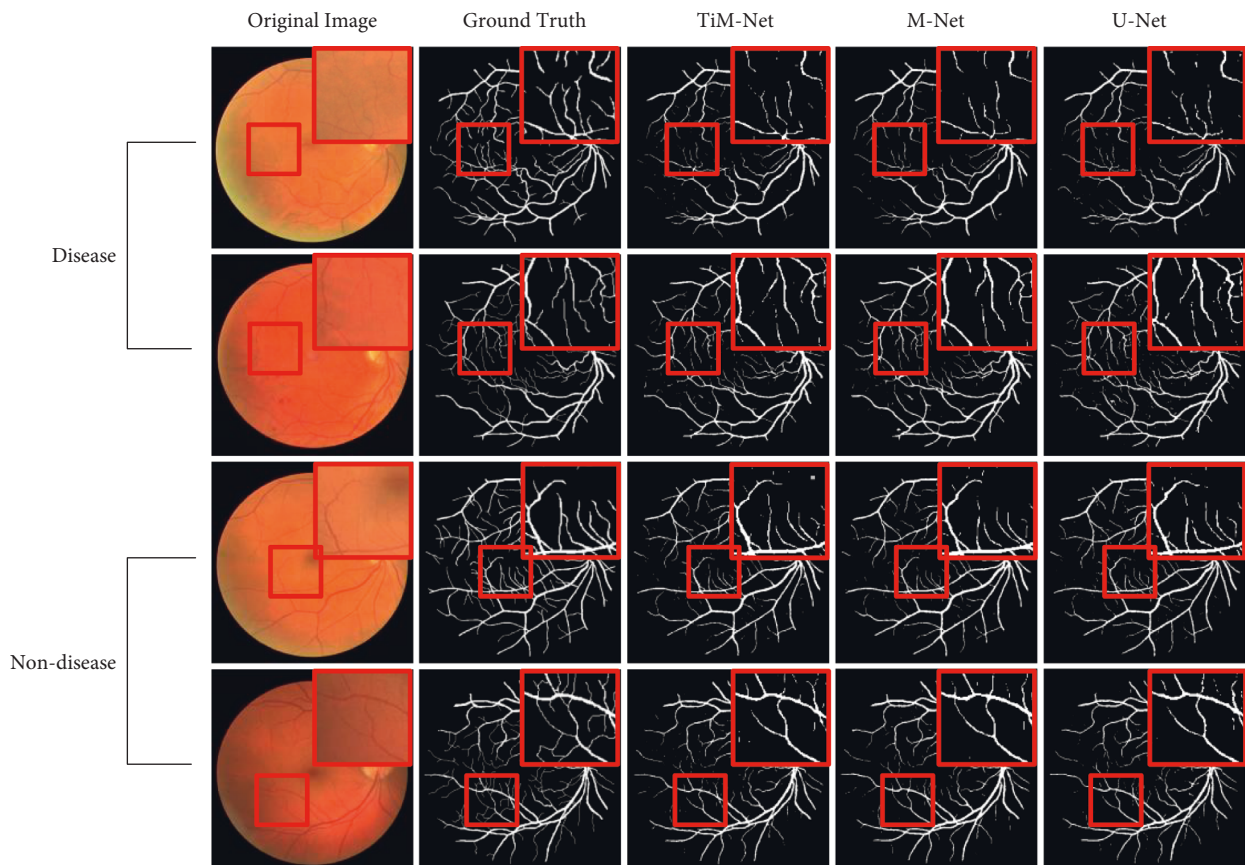 Original Image
Ground Truth
TiM-Net
M-Net
U-Net
Disease
Non-disease